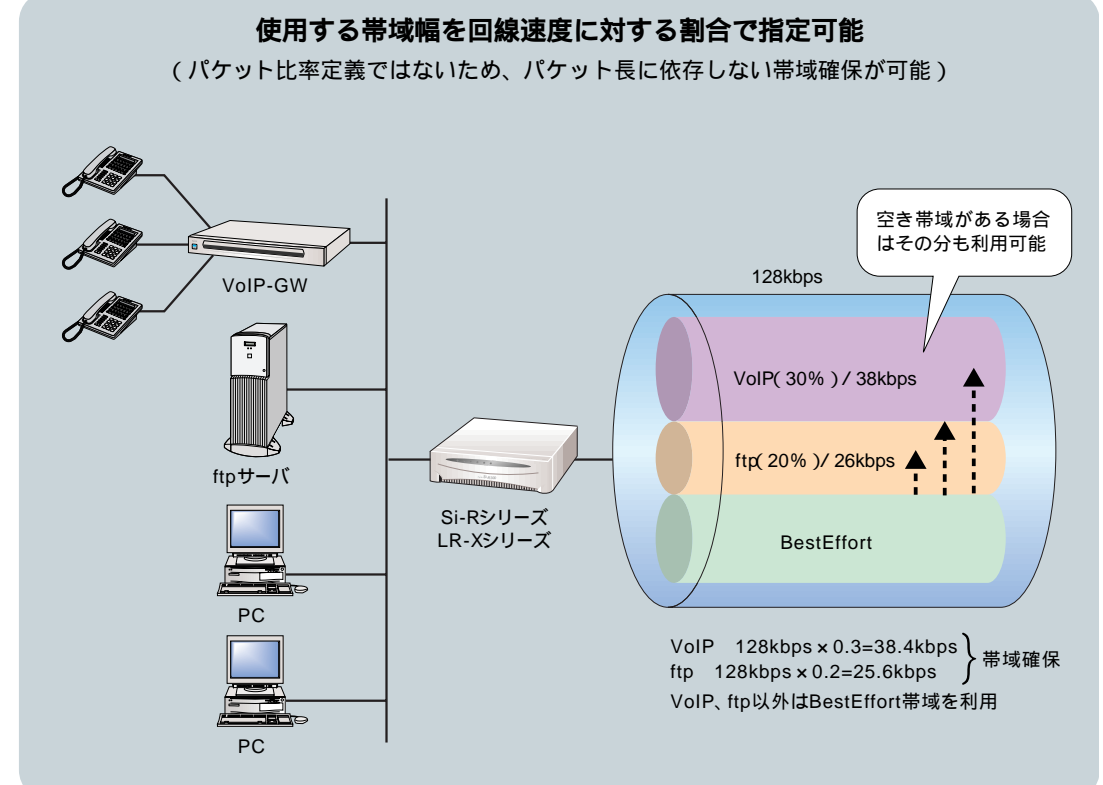 使用する帯域幅を回線速度に対する割合で指定可能
(パケット比率定義ではないため、パケット長に依存しない帯域確保が可能)
空き帯域がある場合
はその分も利用可能
128kbps
VoIP-GW
VoIP(30%)/38kbps
ftp(20%)/26kbps
ftpサーバ
Si-Rシリーズ
LR-Xシリーズ
BestEffort
PC
VoIP 128kbps×0.3=38.4kbps
ftp 128kbps×0.2=25.6kbps
帯域確保
VoIP、ftp以外はBestEffort帯域を利用
PC